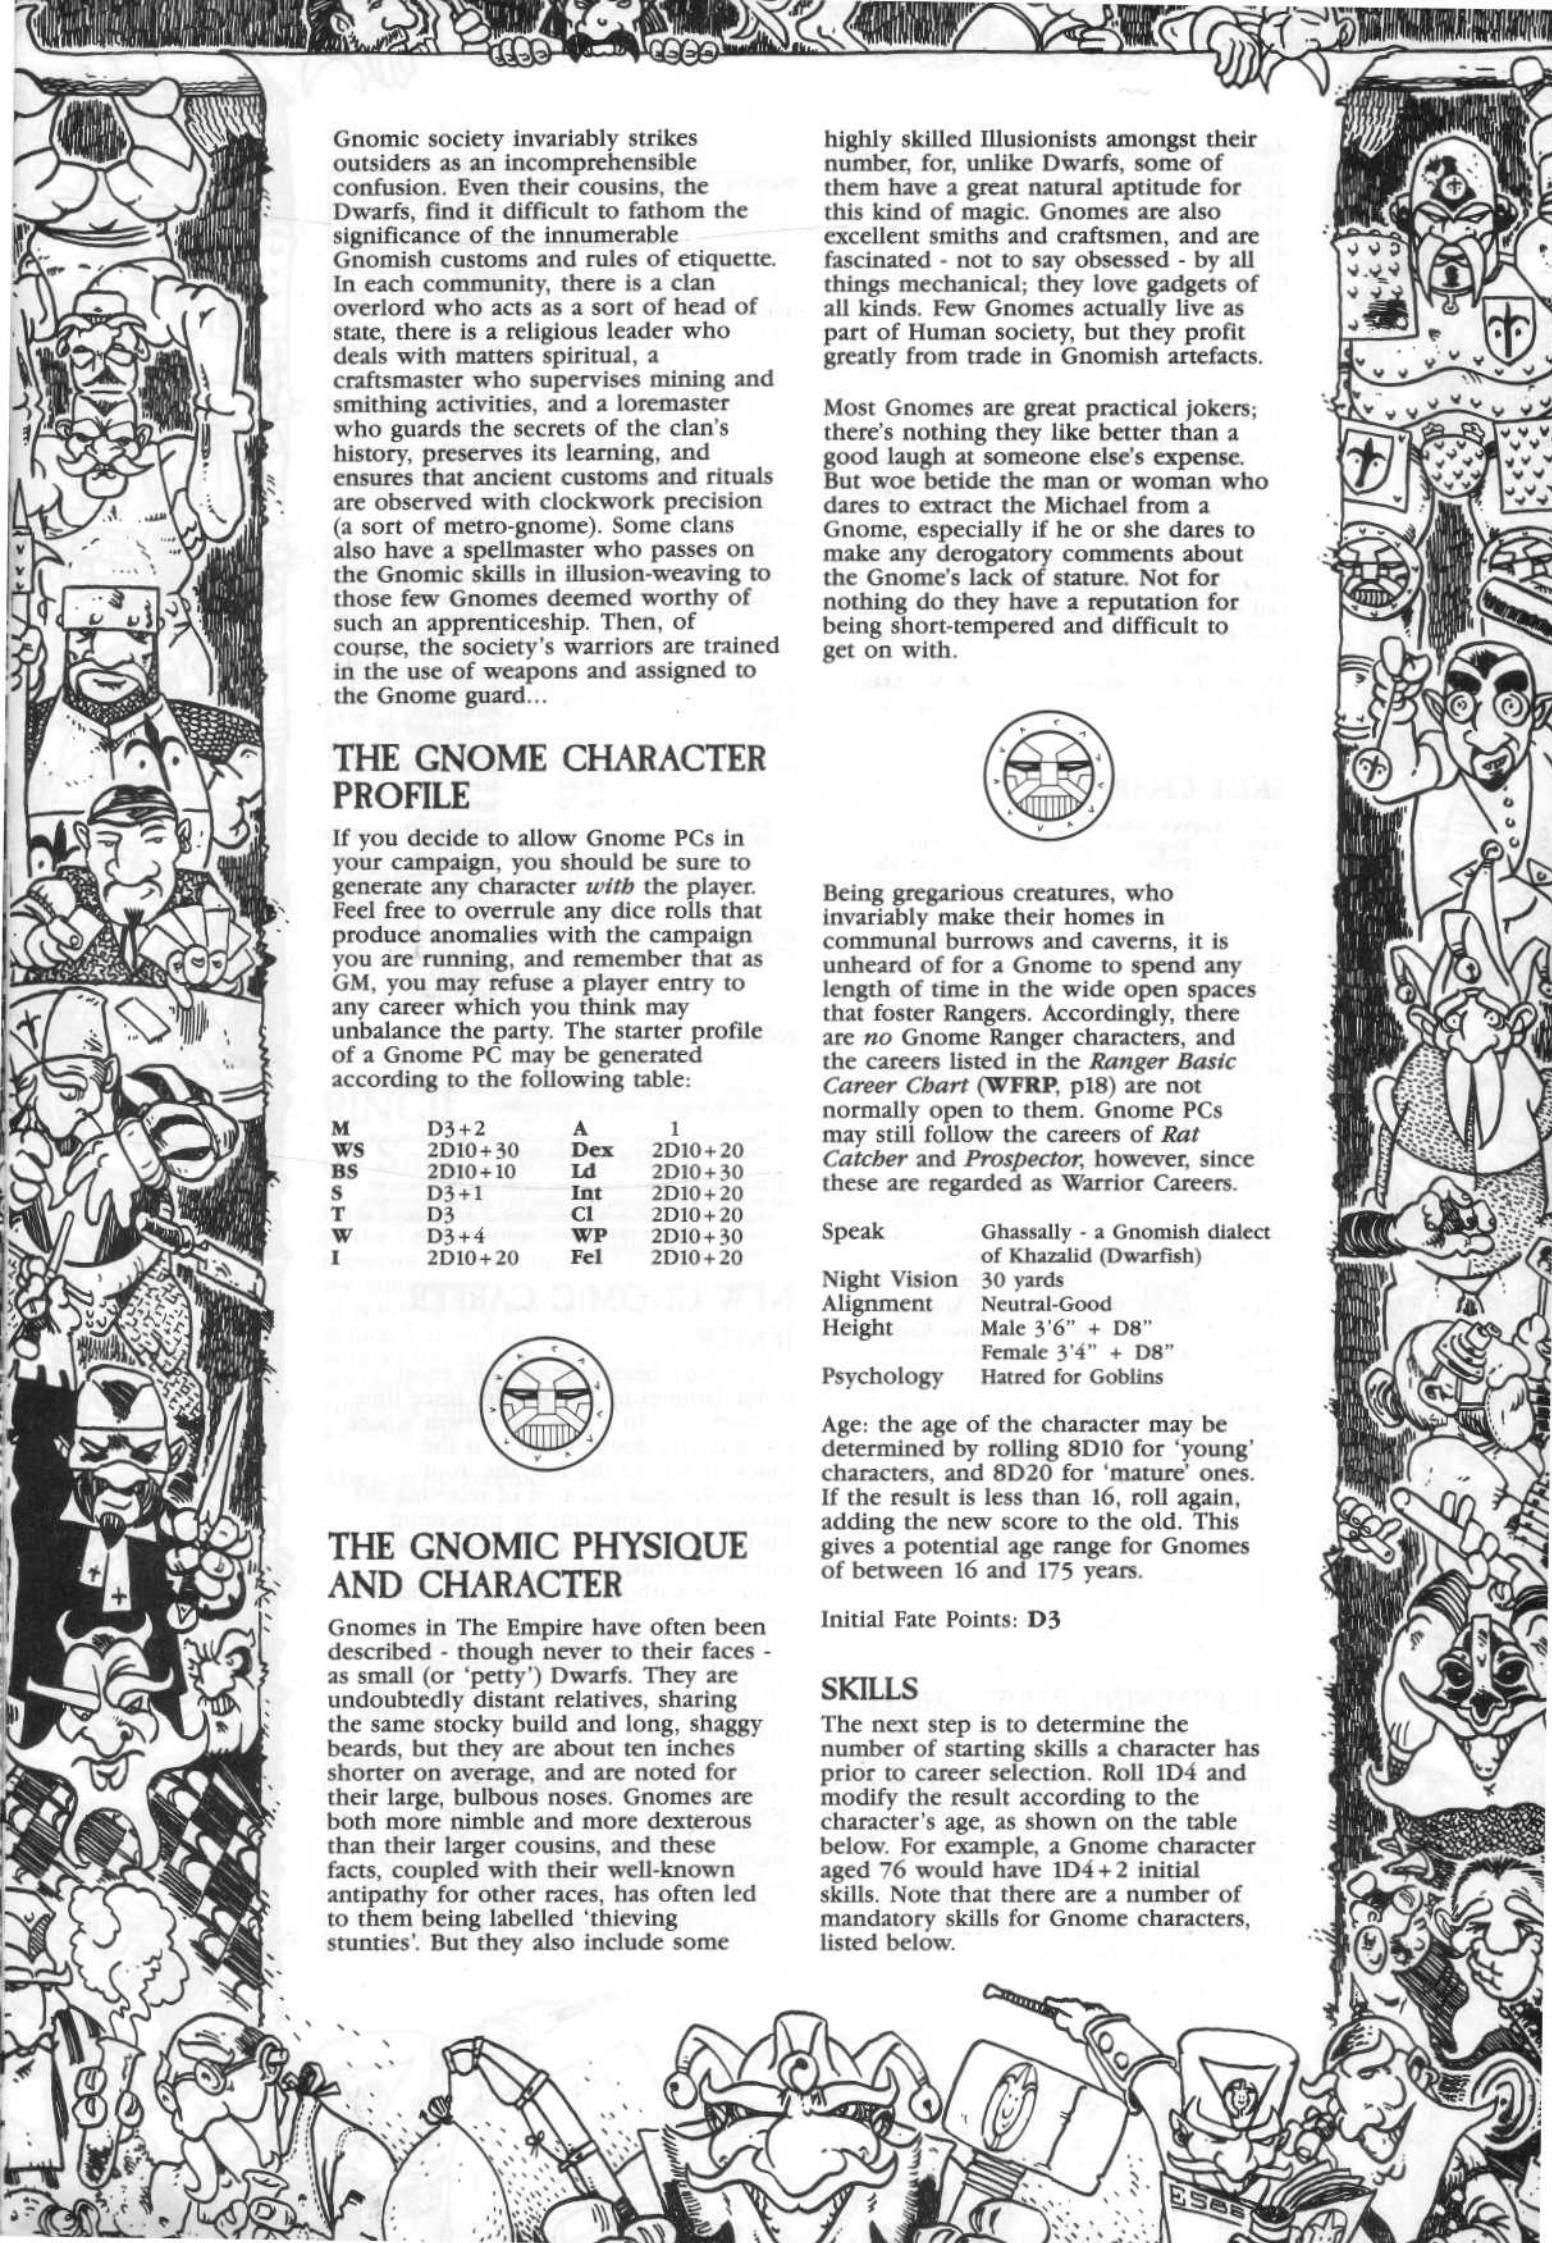 Gnomic society invariably strikes
outsiders as an incomprehensible
confusion. Even their cousins, the
Dwarfs, find it difficult to fathom the
significance of the innumerable
Gnomish customs and rules of etiquette.
In each community, there is a clan
overlord who acts as a sort of head of
state, there is a religious leader who
deals with matters spiritual, a
craftsmaster who supervises mining and
smithing activities, and a loremaster
who guards the secrets of the clan's
history, preserves its learning, and
ensures that ancient customs and rituals
are observed with clockwork precision
(a sort of metro-gnome). Some clans
also have a spellmaster who passes on
the Gnomic skills in illusion-weaving to
those few Gnomes deemed worthy of
such an apprenticeship. Then, of
course, the society's warriors are trained
in the use of weapons and assigned to
the Gnome guard...
THE GNOME CHARACTER
PROFILE
If you decide to allow Gnome PCs in
your campaign, you should be sure to
generate any character with the player.
Feel free to overrule any dice rolls that
produce anomalies with the campaign
you are running, and remember that as
GM, you may refuse a player entry to
any career which you think may
unbalance the party. The starter profile
of a Gnome PC may be generated
according to the following table:
M D3+2 A 1
WS 2D10+30 Dex 2D10+20
BS 2D10+10 Ld 2D10+30
S D3+1 Int 2D10+20
T D3 Cl 2D10+20
W D3+4 WP 2D10+30
I 2D10+20 Fel 2D10+20
THE GNOMIC PHYSIQUE
AND CHARACTER
Gnomes in The Empire have often been
described - though never to their faces -
as small (or 'petty') Dwarfs. They are
undoubtedly distant relatives, sharing
the same stocky build and long, shaggy
beards, but they are about ten inches
shorter on average, and are noted for
their large, bulbous noses. Gnomes are
both more nimble and more dexterous
than their larger cousins, and these
facts, coupled with their well-known
antipathy for other races, has often led
to them being labelled 'thieving
stunties'. But they also include some
highly skilled Illusionists amongst their
number, for, unlike Dwarfs, some of
them have a great natural aptitude for
this kind of magic. Gnomes are also
excellent smiths and craftsmen, and are
fascinated - not to say obsessed - by all
things mechanical; they love gadgets of
all kinds. Few Gnomes actually live as
part of Human society, but they profit
greatly from trade in Gnomish artefacts.
Most Gnomes are great practical jokers;
there's nothing they like better than a
good laugh at someone else's expense.
But woe betide the man or woman who
dares to extract the Michael from a
Gnome, especially if he or she dares to
make any derogatory comments about
the Gnome's lack of stature. Not for
nothing do they have a reputation for
being short-tempered and difficult to
get on with.
Being gregarious creatures, who
invariably make their homes in
communal burrows and caverns, it is
unheard of for a Gnome to spend any
length of time in the wide open spaces
that foster Rangers. Accordingly, there
are no Gnome Ranger characters, and
the careers listed in the Ranger Basic
Career Chart (WFRP, p18) are not
normally open to them. Gnome PCs
may still follow the careers of Rat
Catcher and Prospector, however, since
these are regarded as Warrior Careers.
Speak Ghassally - a Gnomish dialect
of Khazalid (Dwarfish)
Night Vision 30 yards
Alignment Neutral-Good
Height Male 3'6" + D8"
Female 3'4" + D8"
Psychology Hatred for Goblins
Age: the age of the character may be
determined by rolling 8D10 for 'young'
characters, and 8D20 for 'mature' ones.
If the result is less than 16, roll again,
adding the new score to the old. This
gives a potential age range for Gnomes
of between 16 and 175 years.
Initial Fate Points: D3
SKILLS
The next step is to determine the
number of starting skills a character has
prior to career selection. Roll 1D4 and
modify the result according to the
character's age, as shown on the table
below. For example, a Gnome character
aged 76 would have 1D4+2 initial
skills. Note that there are a number of
mandatory skills for Gnome characters,
listed below.